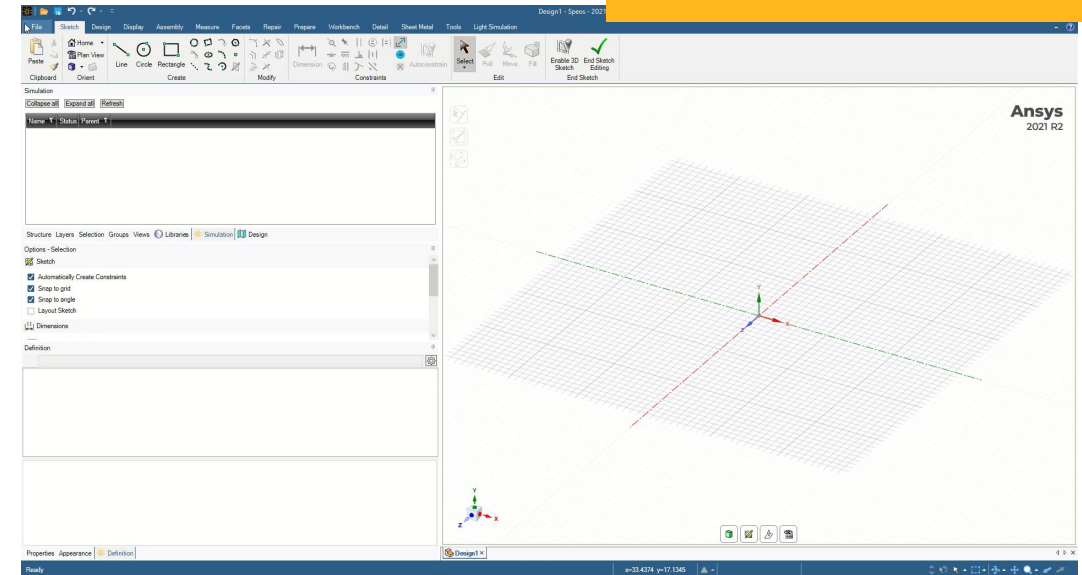 Design1 - Speos - 2021
File Sketch Design Display Assembly Measure Facets Repair Prepare Workbench Detail Sheet Metal Tools Light Simulation
Home
Plan View
Paste
Line Circle Rectangle
Dimension
Autoconstrain
Select Pull Move Fill
Enable 3D Sketch
End Sketch Editing
Clipboard Orient Create Modify Constraints Edit End Sketch
Simulation
Collapse all Expand all Refresh
Name Status Parent
Structure Layers Selection Groups Views Libraries Simulation Design
Options - Selection
Sketch
Automatically Create Constraints
Snap to grid
Snap to angle
Layout Sketch
Dimensions
Definition
Properties Appearance Definition
Ansys
2021 R2
Y
Z X
Y
Z X
Design1 ×
Ready x=33.4374 y=17.1345